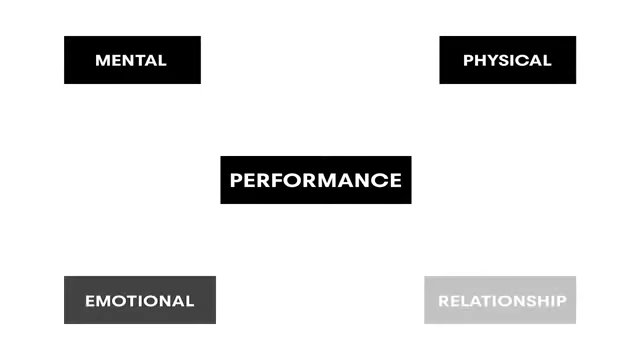 MENTAL
PHYSICAL
PERFORMANCE
EMOTIONAL
RELATIONSHIP